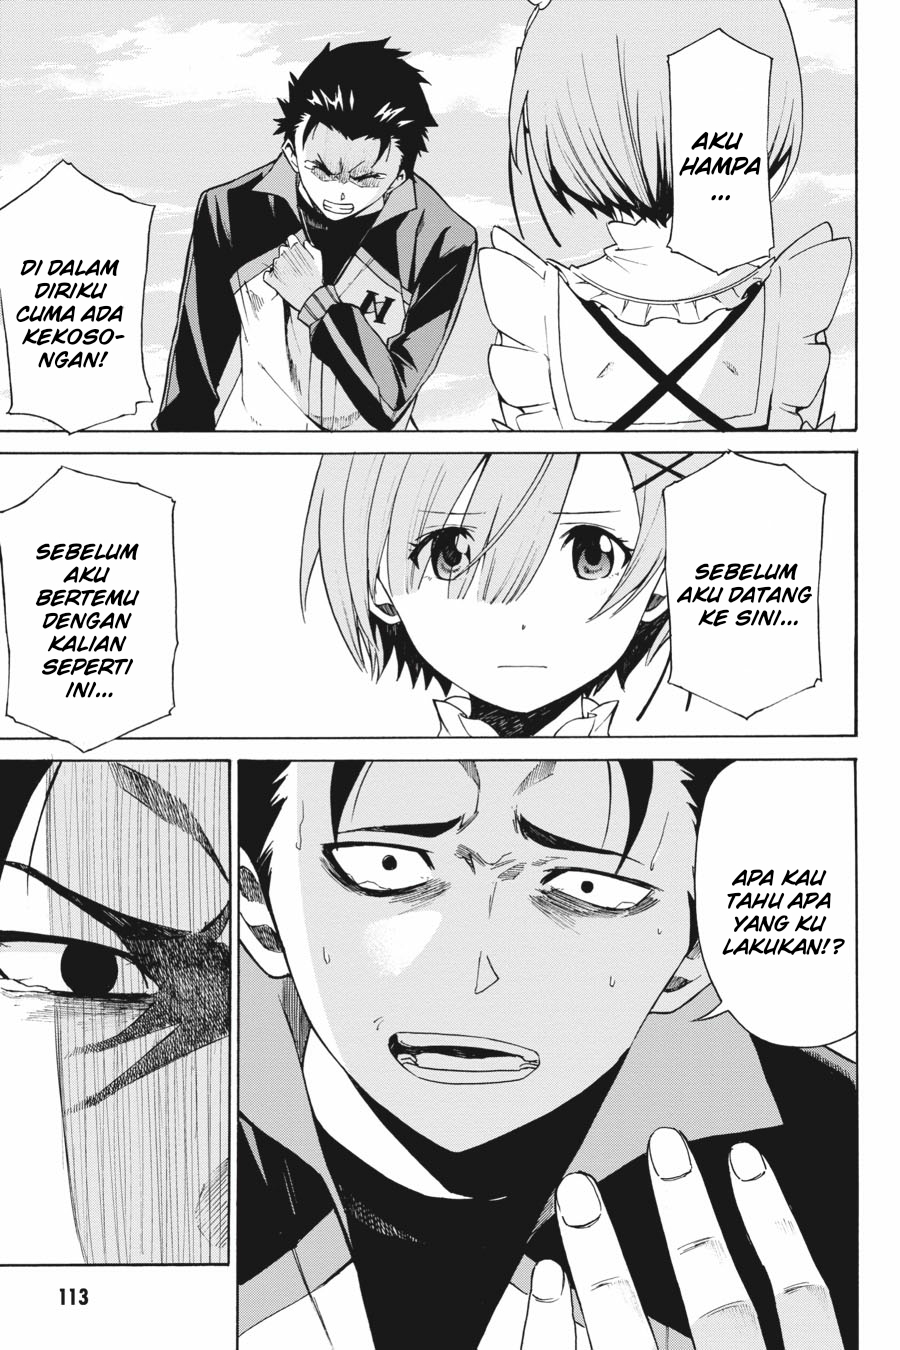 AKU
HAMPA
...
DI DALAM
DIRIKU
CUMA ADA
KEKOSO-
NGAN!
SEBELUM
AKU DATANG
KE SINI...
SEBELUM
AKU
BERTEMU
DENGAN
KALIAN
SEPERTI
INI...
APA KAU
TAHU APA
YANG KU
LAKUKAN!?
113